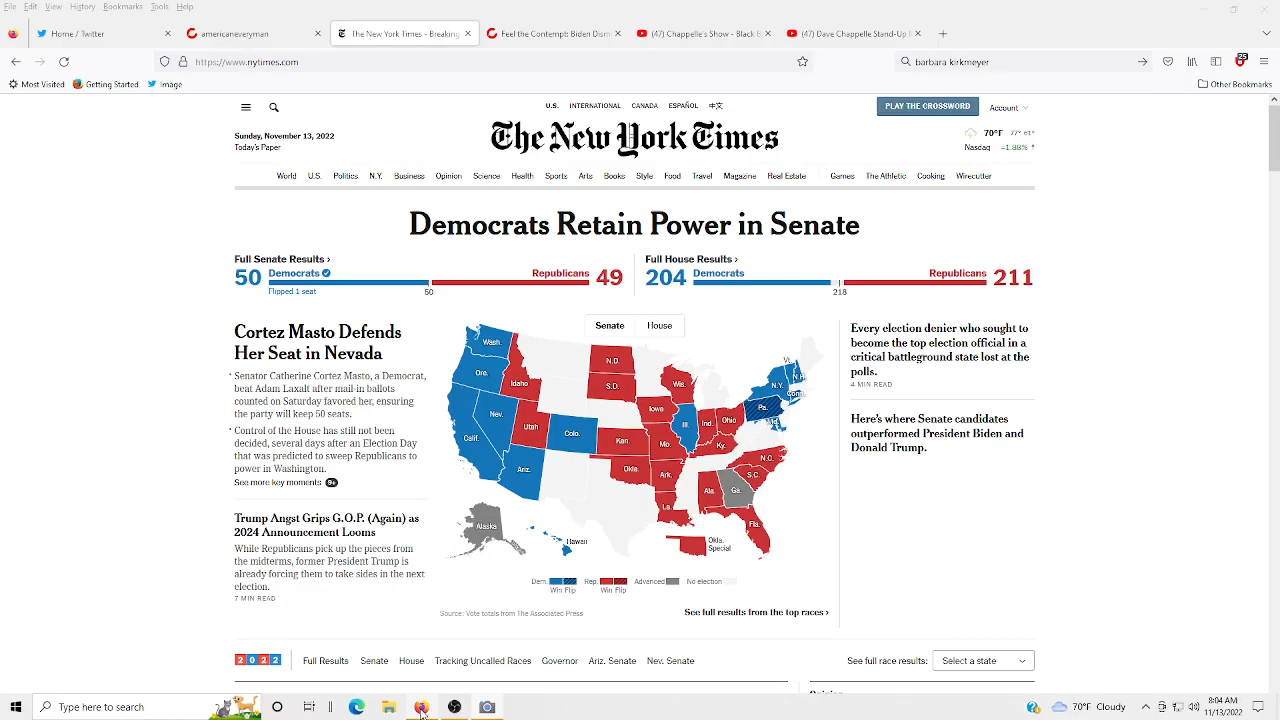 File Edit View History Bookmarks Tools Help
Home / Twitter
americaneveryman
The New York Times - Breaking
Feel the Contempt: Biden Dism
(47) Chappelle's Show - Black B
(47) Dave Chappelle Stand-Up
https://www.nytimes.com
barbara kirkmeyer
Most Visited Getting Started Image
Other Bookmarks
U.S. INTERNATIONAL CANADA ESPAÑOL 中文
PLAY THE CROSSWORD
Account
Sunday, November 13, 2022
Today's Paper
The New York Times
70°F 77° 61°
Nasdaq +1.88% ↑
World U.S. Politics N.Y. Business Opinion Science Health Sports Arts Books Style Food Travel Magazine Real Estate Games The Athletic Cooking Wirecutter
Democrats Retain Power in Senate
Full Senate Results ›
50 Democrats Republicans 49
Flipped 1 seat
50
Full House Results ›
204 Democrats Republicans 211
218
Cortez Masto Defends
Her Seat in Nevada
Senator Catherine Cortez Masto, a Democrat,
beat Adam Laxalt after mail-in ballots
counted on Saturday favored her, ensuring
the party will keep 50 seats.
Control of the House has still not been
decided, several days after an Election Day
that was predicted to sweep Republicans to
power in Washington.
See more key moments 9+
Trump Angst Grips G.O.P. (Again) as
2024 Announcement Looms
While Republicans pick up the pieces from
the midterms, former President Trump is
already forcing them to take sides in the next
election.
7 MIN READ
Senate House
Wash.
Ore.
Idaho
N.D.
S.D.
Wis.
Vt.
N.H.
N.Y.
Conn.
Nev.
Utah
Colo.
Iowa
Ill.
Ind.
Ohio
Pa.
Md.
Calif.
Kan.
Mo.
Ky.
Ariz.
Okla.
Ark.
N.C.
S.C.
La.
Ala.
Ga.
Fla.
Alaska
Hawaii
Okla.
Special
Dem. Rep. Advanced No election
Win Flip Win Flip
Source: Vote totals from The Associated Press
See full results from the top races ›
Every election denier who sought to
become the top election official in a
critical battleground state lost at the
polls.
4 MIN READ
Here's where Senate candidates
outperformed President Biden and
Donald Trump.
2022 Full Results Senate House Tracking Uncalled Races Governor Ariz. Senate Nev. Senate
See full race results: Select a state
Type here to search
70°F Cloudy
8:04 AM
11/13/2022